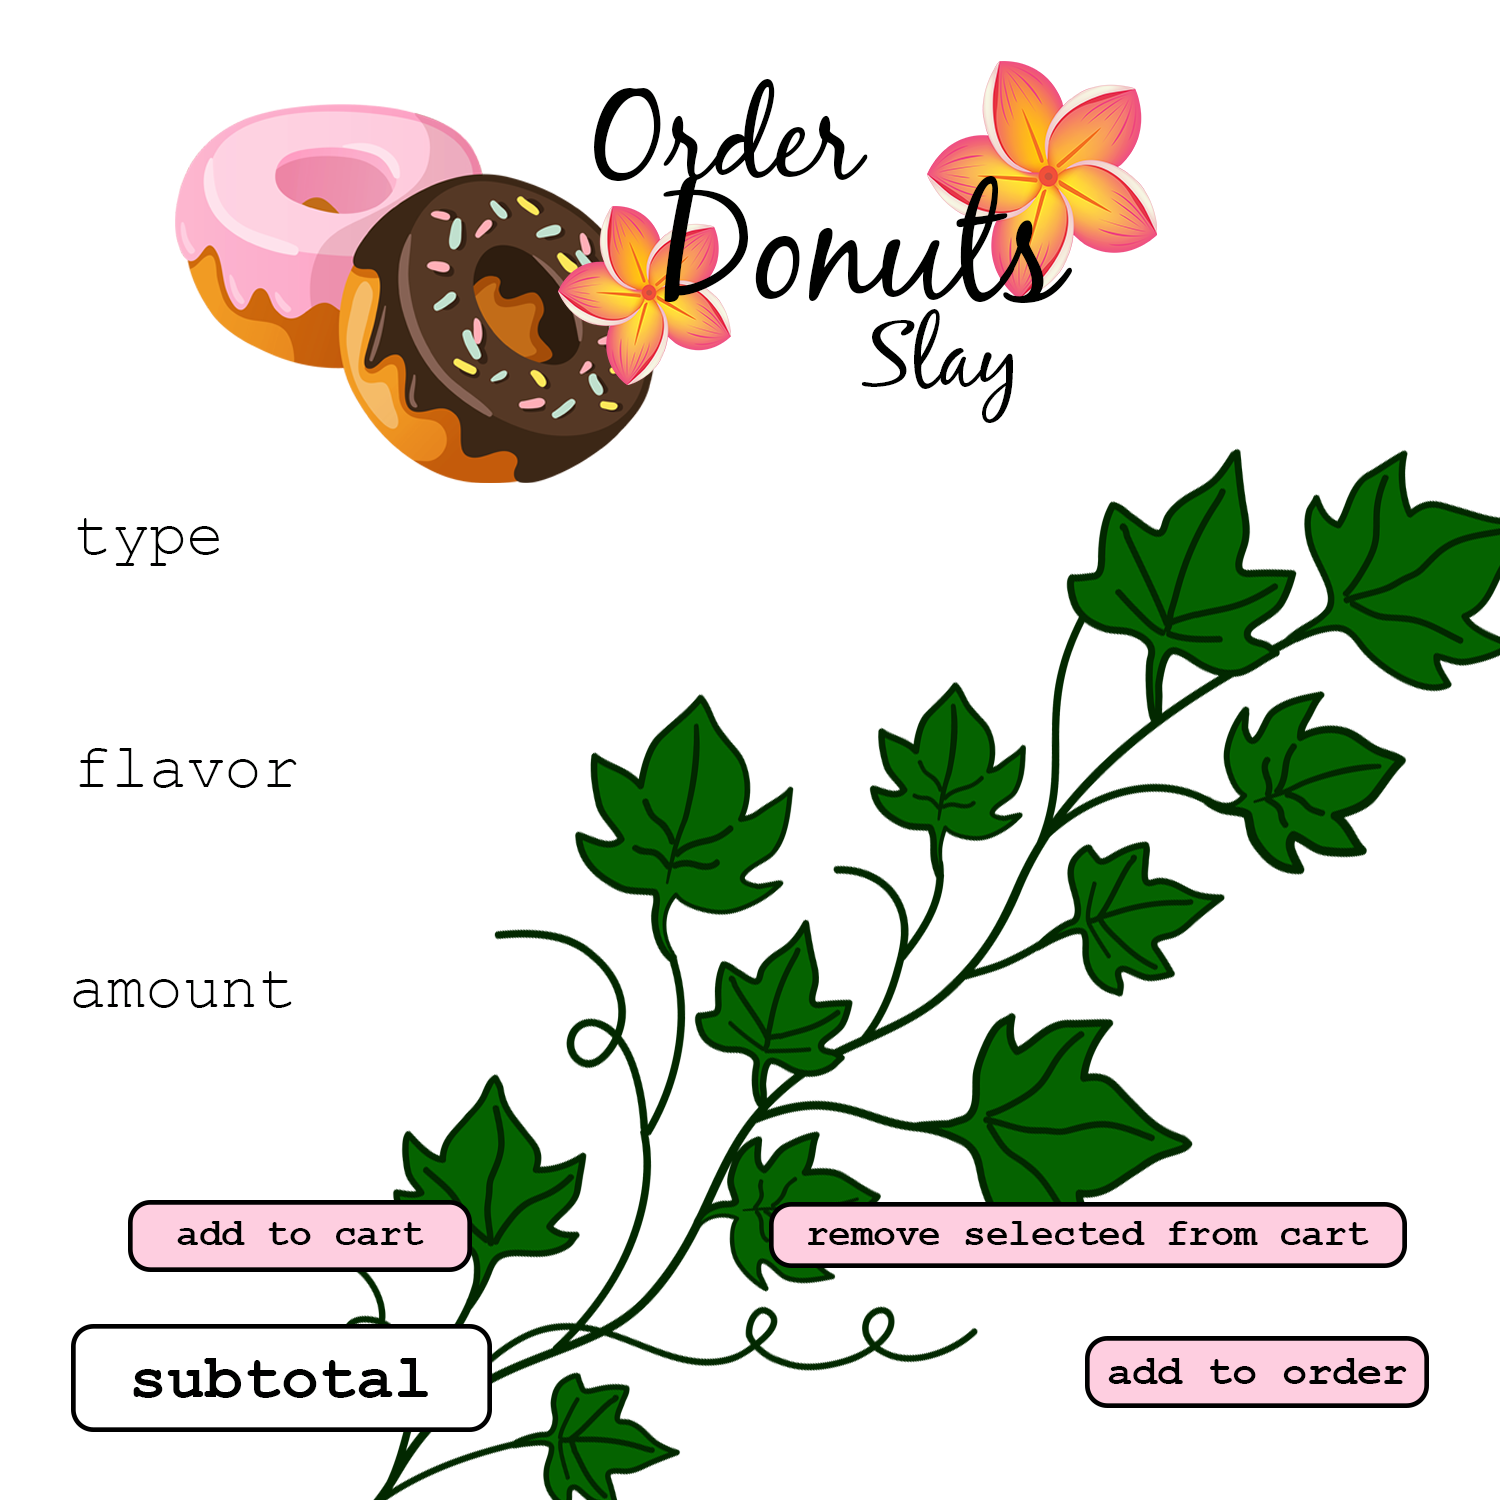 Order
Donuts
Slay
type
flavor
amount
add to cart
remove selected from cart
subtotal
add to order